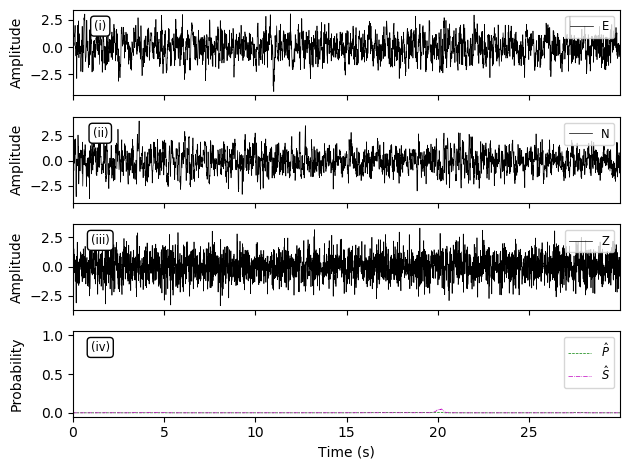 Amplitude
2.5
0.0
−2.5
(i)
E
Amplitude
2.5
0.0
−2.5
(ii)
N
Amplitude
2.5
0.0
−2.5
(iii)
Z
Probability
1.0
0.5
0.0
(iv)
P̂
Ŝ
0 5 10 15 20 25
Time (s)